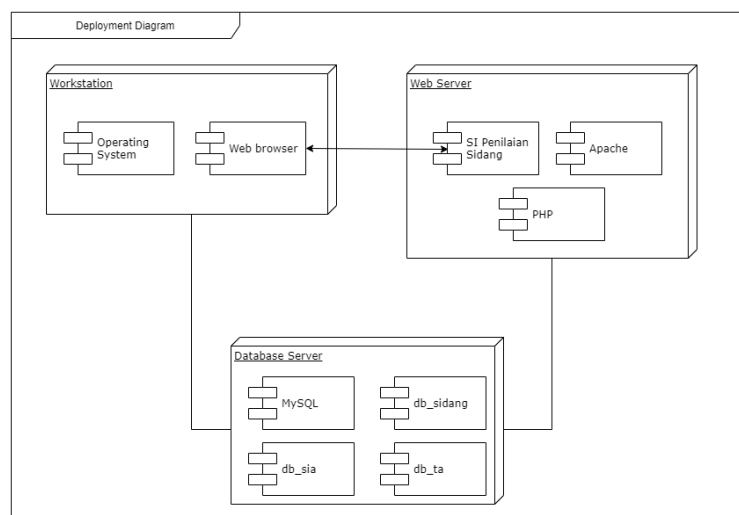 Deployment Diagram
Workstation
Operating
System
Web browser
Web Server
SI Penilaian
Sidang
Apache
PHP
Database Server
MySQL
db_sidang
db_sia
db_ta